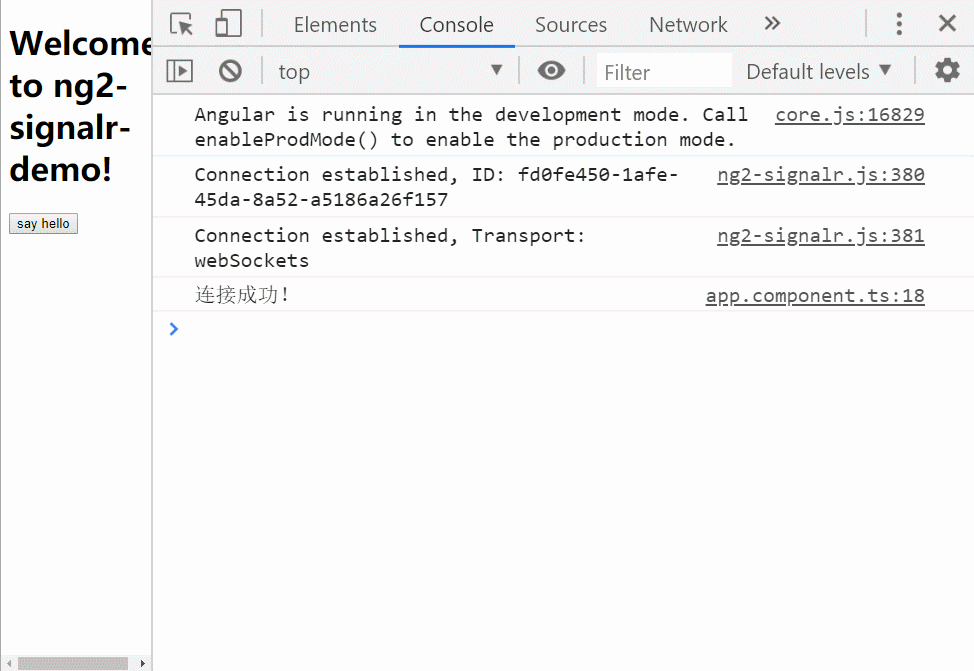 Welcome
to ng2-
signalr-
demo!
say hello
Elements Console Sources Network
top Filter Default levels
Angular is running in the development mode. Call core.js:16829
enableProdMode() to enable the production mode.
Connection established, ID: fd0fe450-1afe- ng2-signalr.js:380
45da-8a52-a5186a26f157
Connection established, Transport: ng2-signalr.js:381
webSockets
连接成功! app.component.ts:18